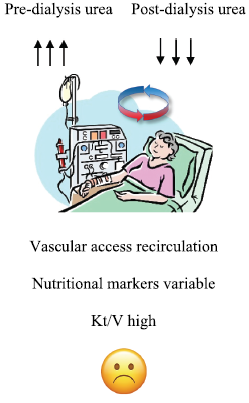 Pre-dialysis urea Post-dialysis urea
Vascular access recirculation
Nutritional markers variable
Kt/V high